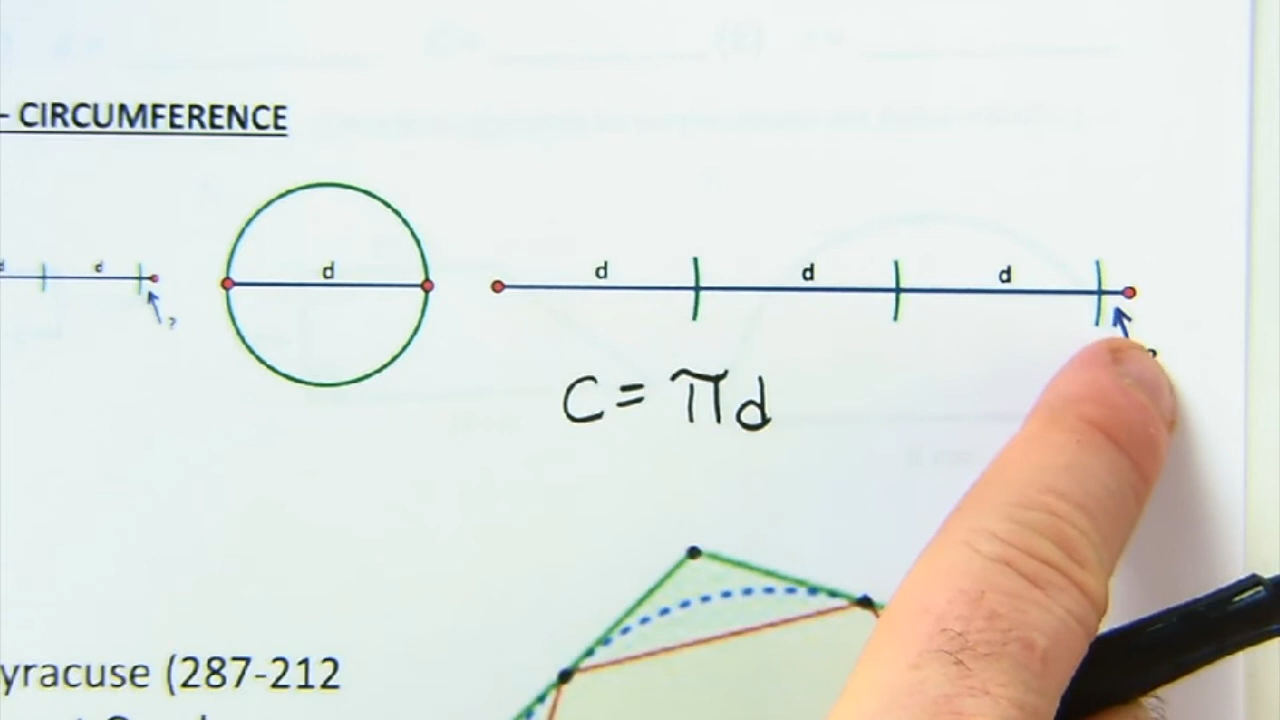 - CIRCUMFERENCE
d
d
d
d
d
d
?
C = πd
yracuse (287-212